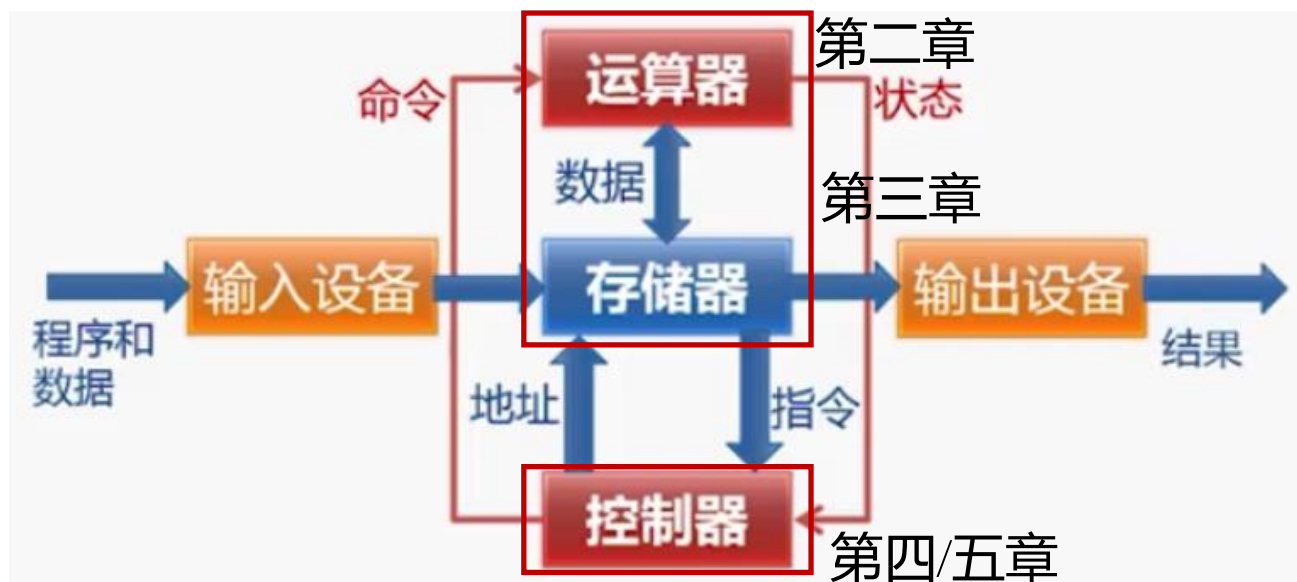 第二章
运算器
命令
状态
数据
第三章
输入设备
存储器
输出设备
程序和
数据
结果
地址
指令
控制器
第四/五章